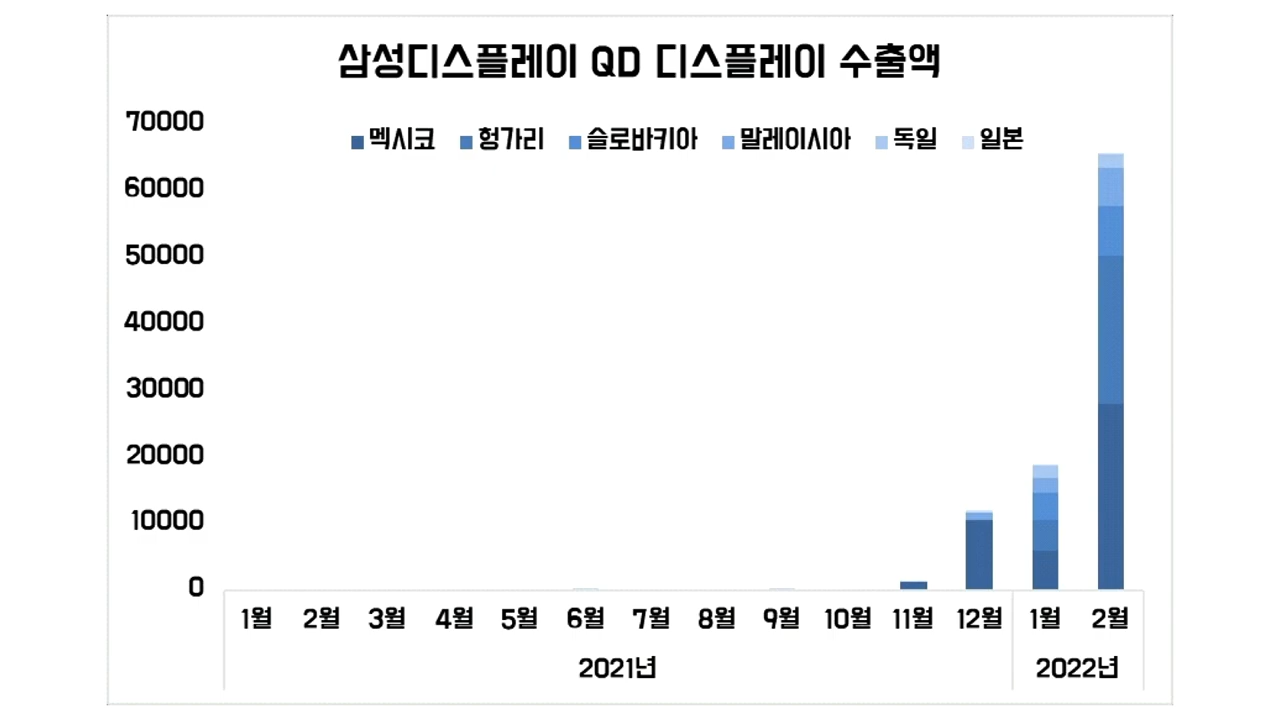 삼성디스플레이 QD 디스플레이 수출액
70000
멕시코 헝가리 슬로바키아 말레이시아 독일 일본
60000
50000
40000
30000
20000
10000
0
1월 2월 3월 4월 5월 6월 7월 8월 9월 10월 11월 12월 1월 2월
2021년 2022년